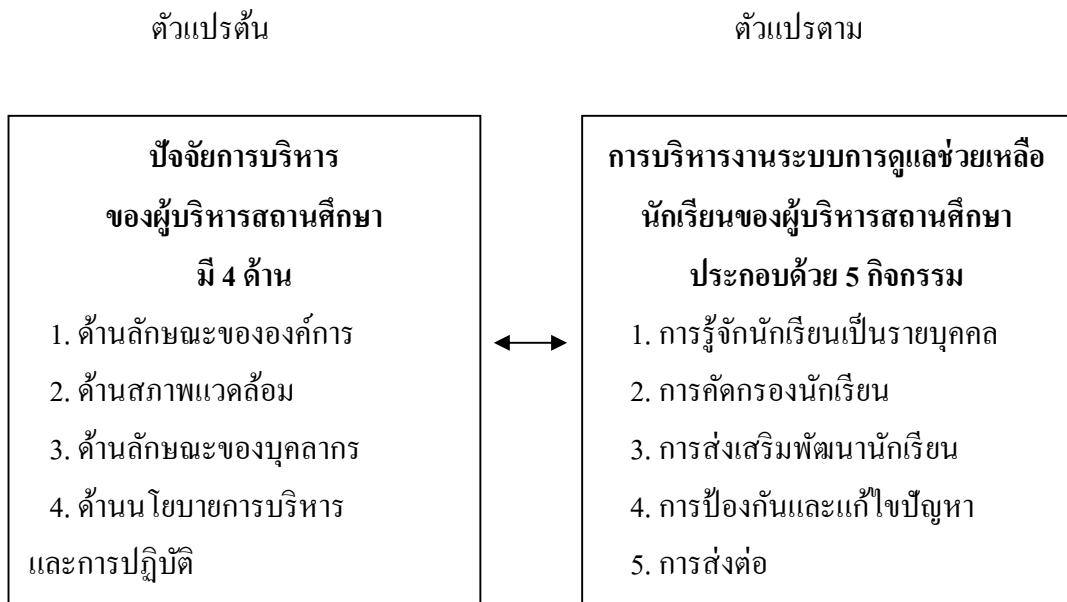 ตัวแปรต้น
ตัวแปรตาม
ปัจจัยการบริหาร
ของผู้บริหารสถานศึกษา
มี 4 ด้าน
1. ด้านลักษณะขององค์การ
2. ด้านสภาพแวดล้อม
3. ด้านลักษณะของบุคลากร
4. ด้านนโยบายการบริหาร
และการปฏิบัติ
การบริหารงานระบบการดูแลช่วยเหลือ
นักเรียนของผู้บริหารสถานศึกษา
ประกอบด้วย 5 กิจกรรม
1. การรู้จักนักเรียนเป็นรายบุคคล
2. การคัดกรองนักเรียน
3. การส่งเสริมพัฒนานักเรียน
4. การป้องกันและแก้ไขปัญหา
5. การส่งต่อ